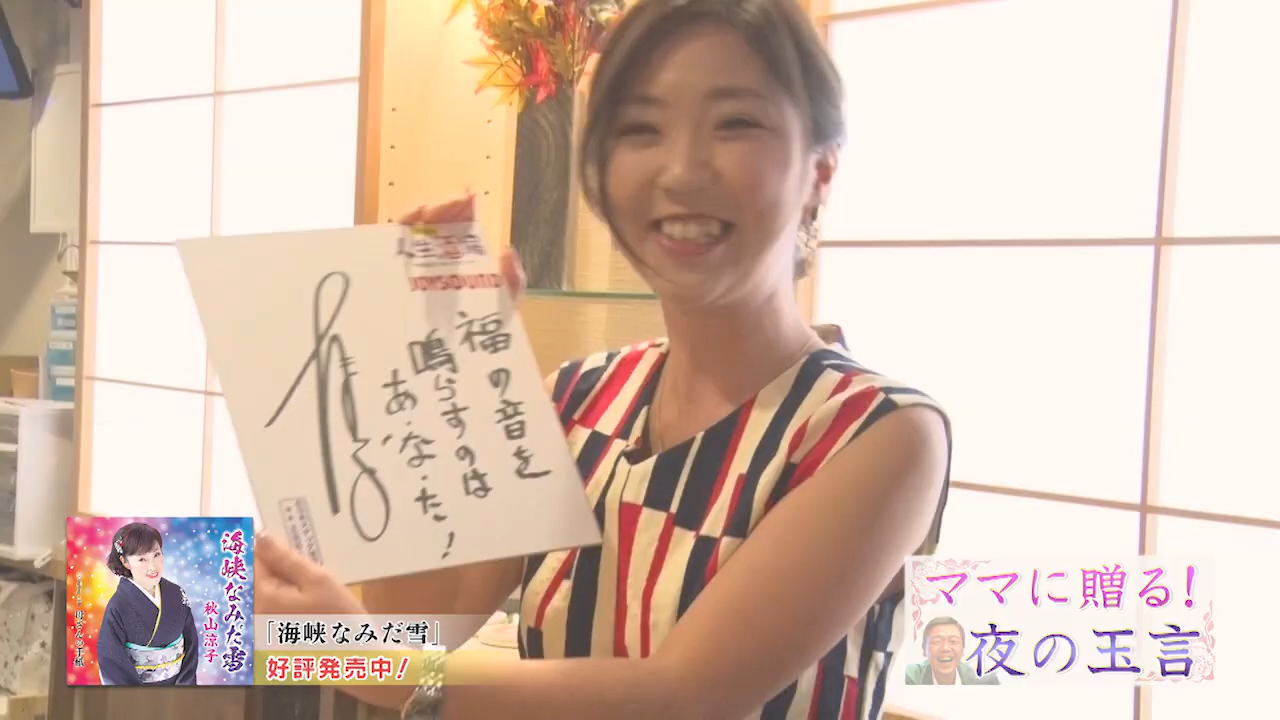 福の音を
鳴らすのは
あ・な・た!
海峡なみだ雪
秋山涼子
「海峡なみだ雪」
好評発売中!
ママに贈る!
夜の玉言